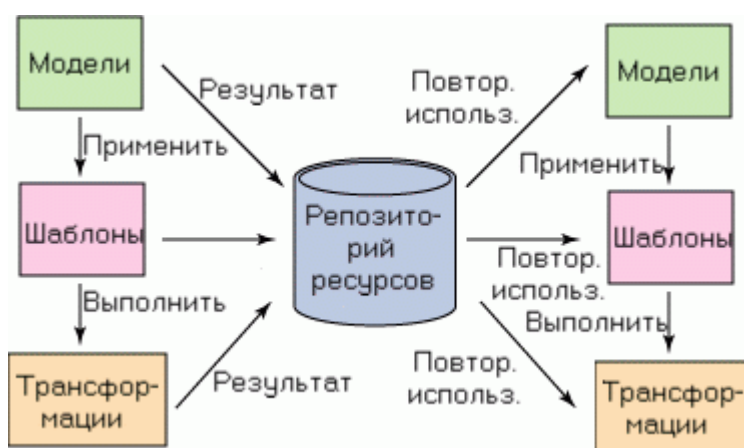 Модели
Результат
Применить
Шаблоны
Выполнить
Трансфор-
мации
Результат
Репозито-
рий
ресурсов
Повтор.
использ.
Модели
Применить
Повтор.
использ.
Шаблоны
Выполнить
Повтор.
использ.
Трансфор-
мации